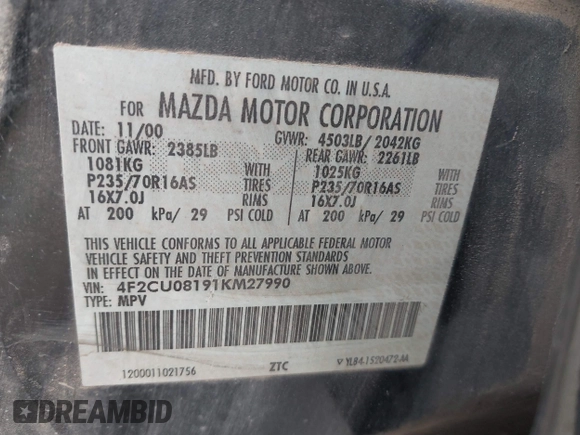 MFD. BY FORD MOTOR CO. IN U.S.A.
FOR MAZDA MOTOR CORPORATION
DATE: 11/00 GVWR: 4503LB/ 2042KG
FRONT GAWR: 2385LB REAR GAWR: 2261LB
1081KG WITH 1025KG WITH
P235/70R16AS TIRES P235/70R16AS TIRES
16X7.0J RIMS 16X7.0J RIMS
AT 200 kPa/ 29 PSI COLD AT 200 kPa/ 29 PSI COLD
THIS VEHICLE CONFORMS TO ALL APPLICABLE FEDERAL MOTOR
VEHICLE SAFETY AND THEFT PREVENTION STANDARDS
IN EFFECT ON THE DATE OF MANUFACTURE SHOWN ABOVE.
VIN: 4F2CU08191KM27990
TYPE: MPV
1200011021756 ZTC YL84-1520472-AA
DREAMBID